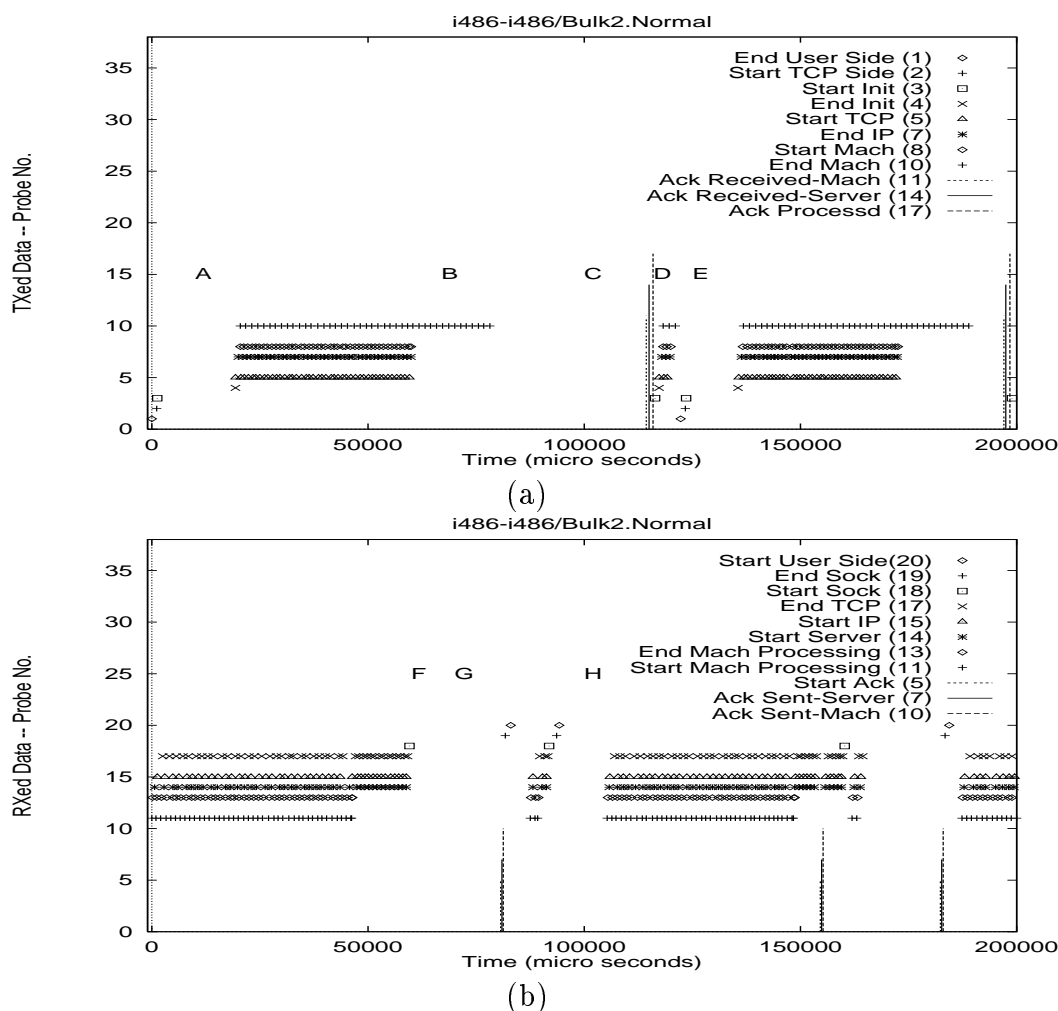 i486-i486/Bulk2.Normal
TXed Data -- Probe No.
35
30
25
20
15
10
5
0
End User Side (1)
Start TCP Side (2)
Start Init (3)
End Init (4)
Start TCP (5)
End IP (7)
Start Mach (8)
End Mach (10)
Ack Received-Mach (11)
Ack Received-Server (14)
Ack Processd (17)
A B C D E
0 50000 100000 150000 200000
Time (micro seconds)
(a)
i486-i486/Bulk2.Normal
RXed Data -- Probe No.
35
30
25
20
15
10
5
0
Start User Side(20)
End Sock (19)
Start Sock (18)
End TCP (17)
Start IP (15)
Start Server (14)
End Mach Processing (13)
Start Mach Processing (11)
Start Ack (5)
Ack Sent-Server (7)
Ack Sent-Mach (10)
F G H
0 50000 100000 150000 200000
Time (micro seconds)
(b)